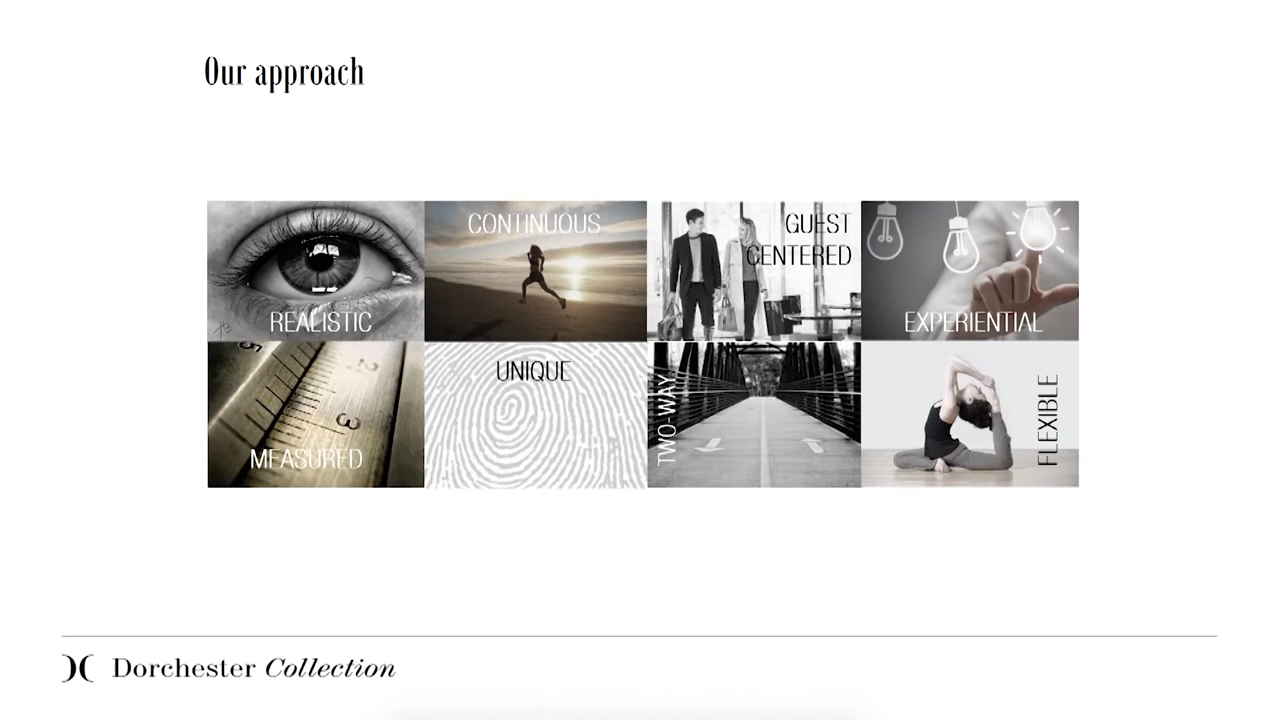 Our approach
REALISTIC
CONTINUOUS
GUEST
CENTERED
EXPERIENTIAL
MEASURED
UNIQUE
TWO-WAY
FLEXIBLE
Dorchester Collection